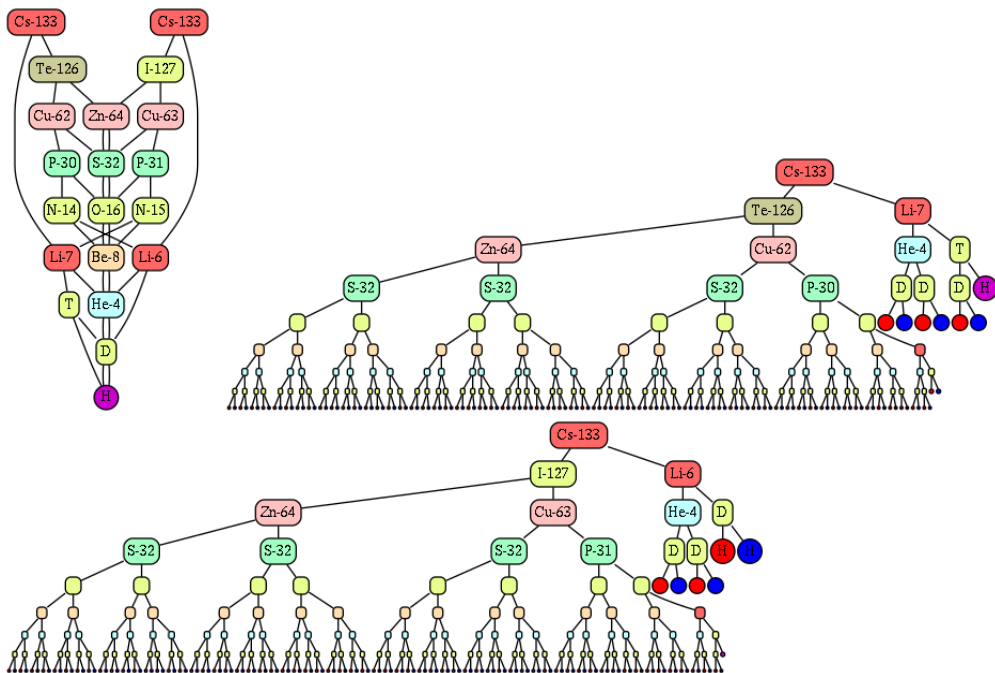 Cs-133 Cs-133
Te-126 I-127
Cu-62 Zn-64 Cu-63
P-30 S-32 P-31
N-14 O-16 N-15
Li-7 Be-8 Li-6
T He-4
D
H
Cs-133
Te-126 Li-7
Zn-64 Cu-62 He-4 T
S-32 S-32 S-32 P-30 D D D H
Cs-133
I-127 Li-6
Zn-64 Cu-63 He-4 D
S-32 S-32 S-32 P-31 D D H H